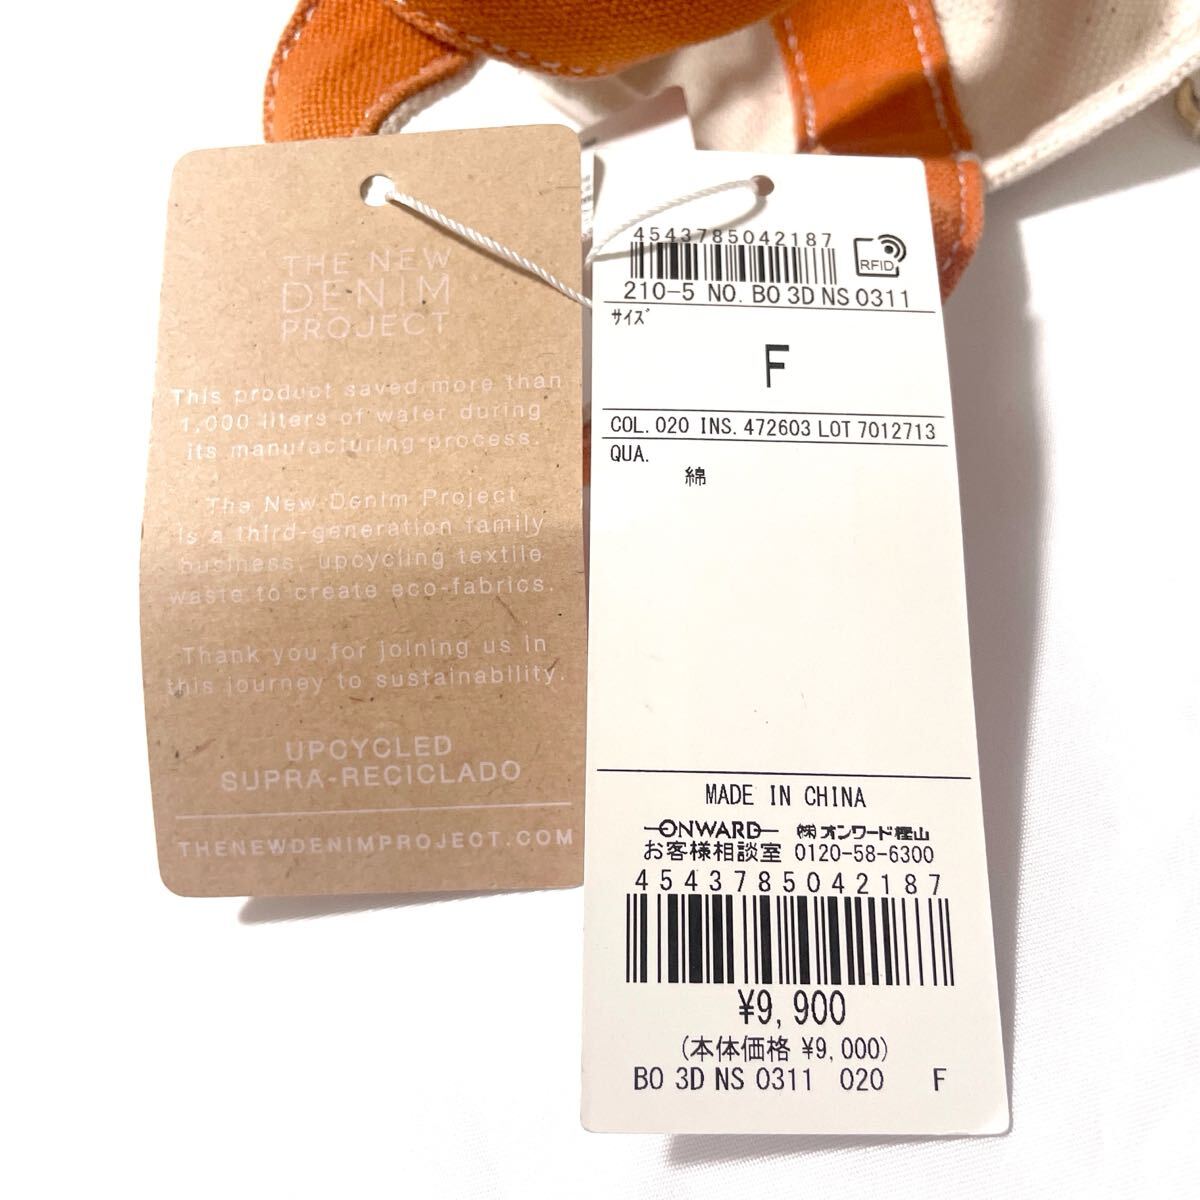 THE NEW
DENIM
PROJECT
This product saved more than
1,000 liters of water during
its manufacturing process.
The New Denim Project
is a third-generation family
business, upcycling textile
waste to create eco-fabrics.
Thank you for joining us in
this journey to sustainability.
UPCYCLED
SUPRA-RECICLADO
THENEWDENIMPROJECT.COM
4543785042187
RFID
210-5 NO. BO 3D NS 0311
サイズ
F
COL. 020 INS. 472603 LOT 7012713
QUA.
綿
MADE IN CHINA
ONWARD ㈱オンワード樫山
お客様相談室 0120-58-6300
4543785042187
¥9,900
(本体価格 ¥9,000)
BO 3D NS 0311 020 F